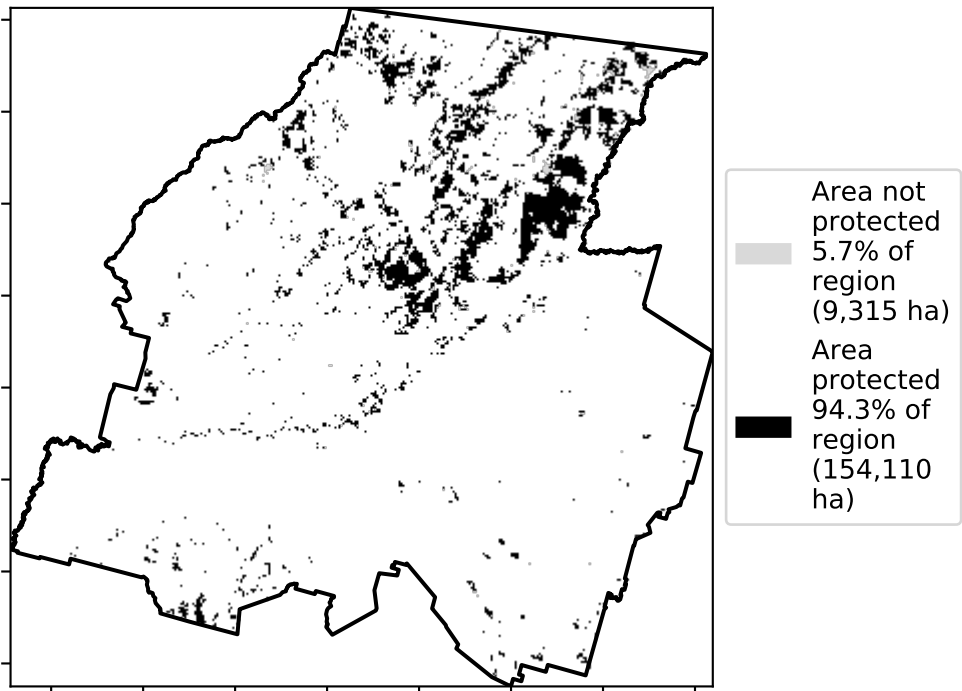 Area not
protected
5.7% of
region
(9,315 ha)
Area
protected
94.3% of
region
(154,110
ha)